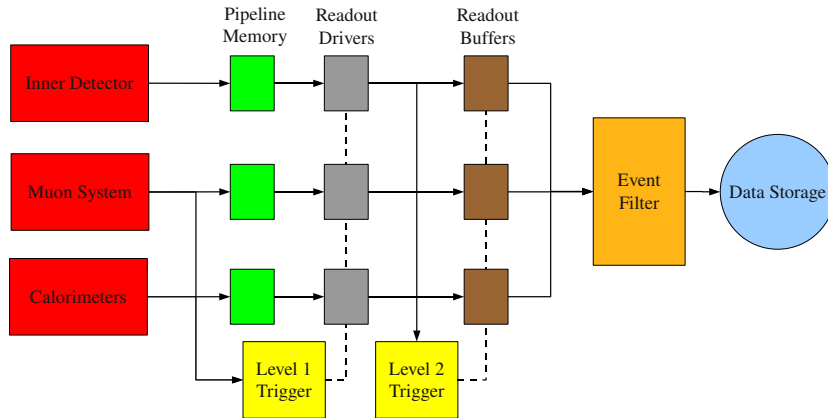 Pipeline
Memory
Readout
Drivers
Readout
Buffers
Inner Detector
Muon System
Calorimeters
Event
Filter
Data Storage
Level 1
Trigger
Level 2
Trigger